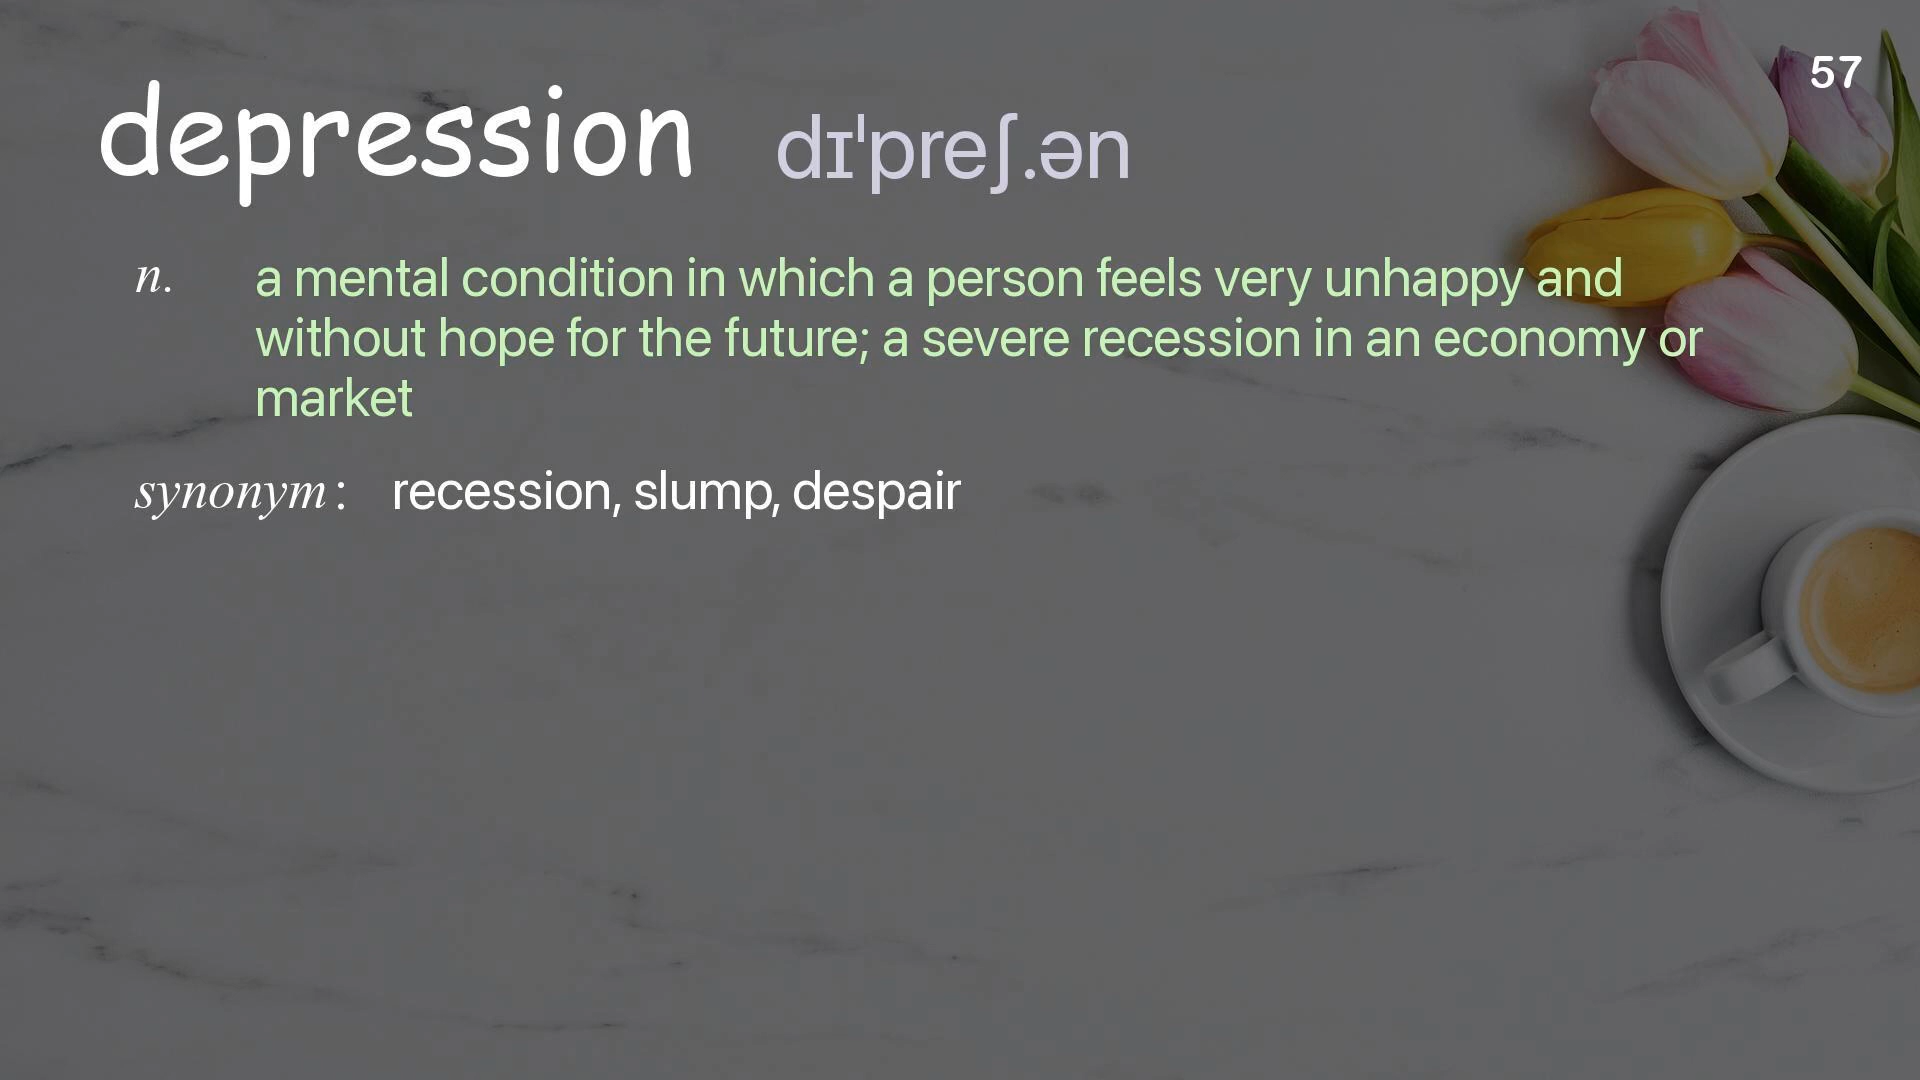 57
depression dɪˈpreʃ.ən
n. a mental condition in which a person feels very unhappy and
without hope for the future; a severe recession in an economy or
market
synonym: recession, slump, despair